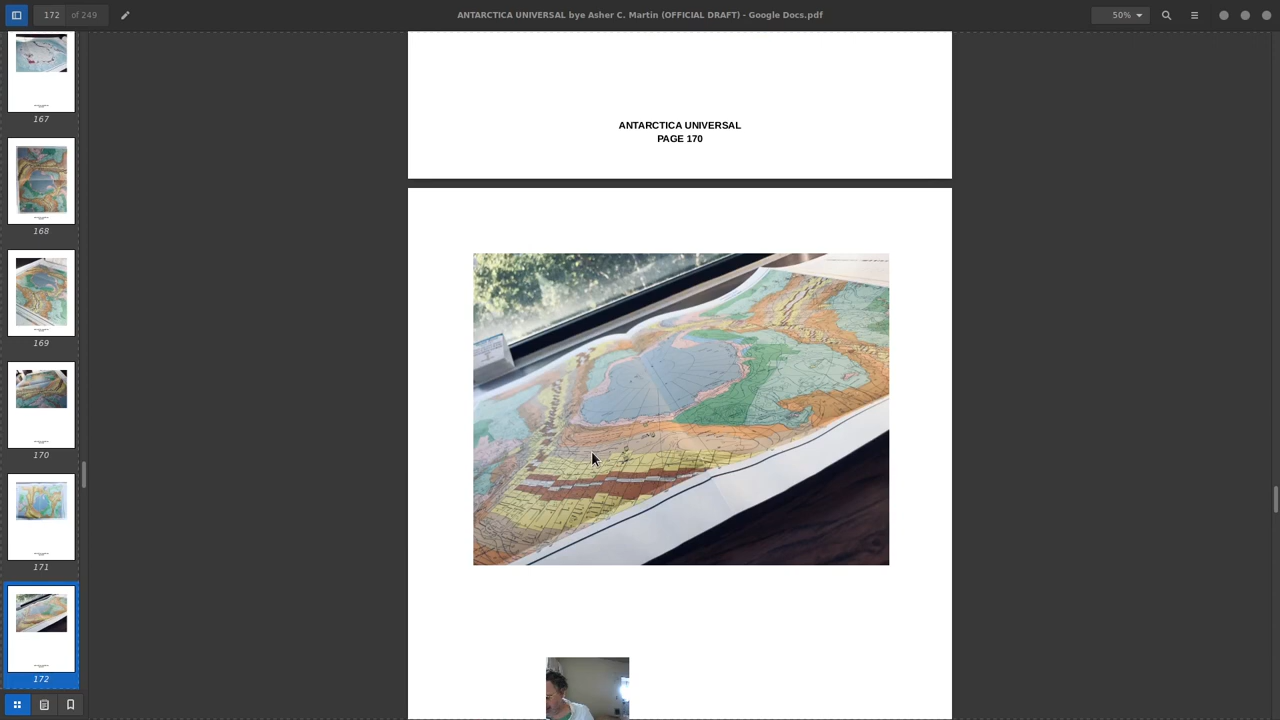 172 of 249
ANTARCTICA UNIVERSAL bye Asher C. Martin (OFFICIAL DRAFT) - Google Docs.pdf
50%
167
168
169
170
171
172
ANTARCTICA UNIVERSAL
PAGE 170